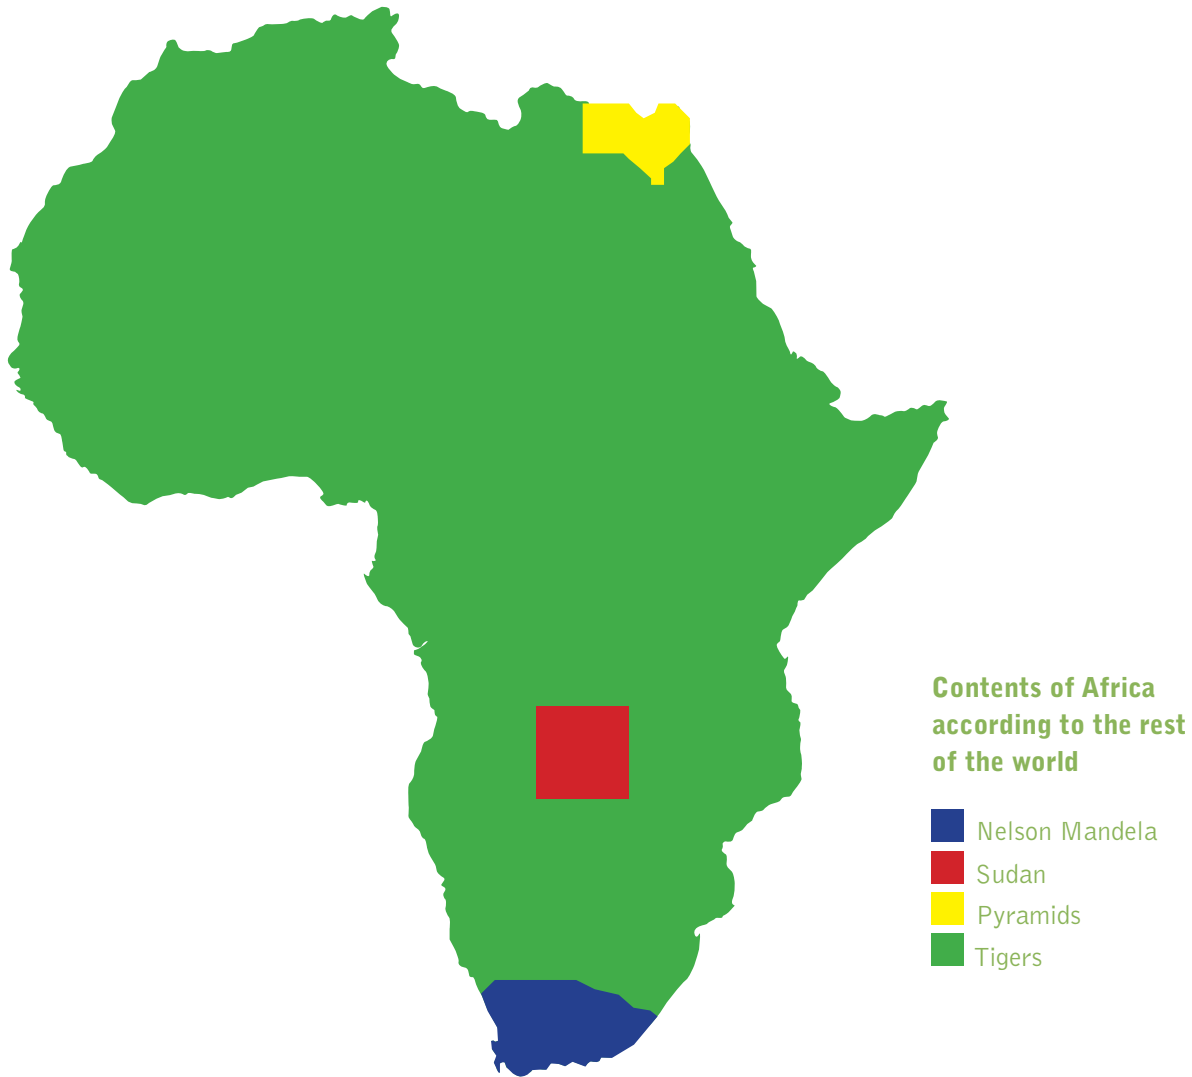 Contents of Africa
according to the rest
of the world
Nelson Mandela
Sudan
Pyramids
Tigers